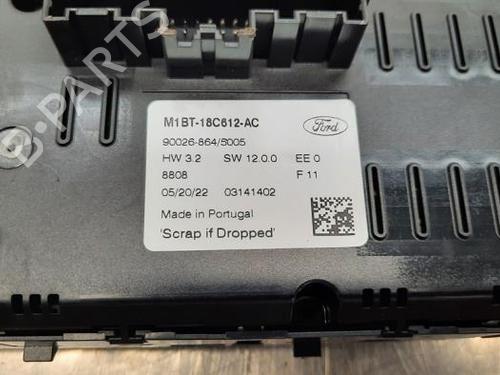 M1BT-18C612-AC
Ford
90026-864/S005
HW 3.2 SW 12.0.0 EE 0
8808 F 11
05/20/22 03141402
Made in Portugal
'Scrap if Dropped'